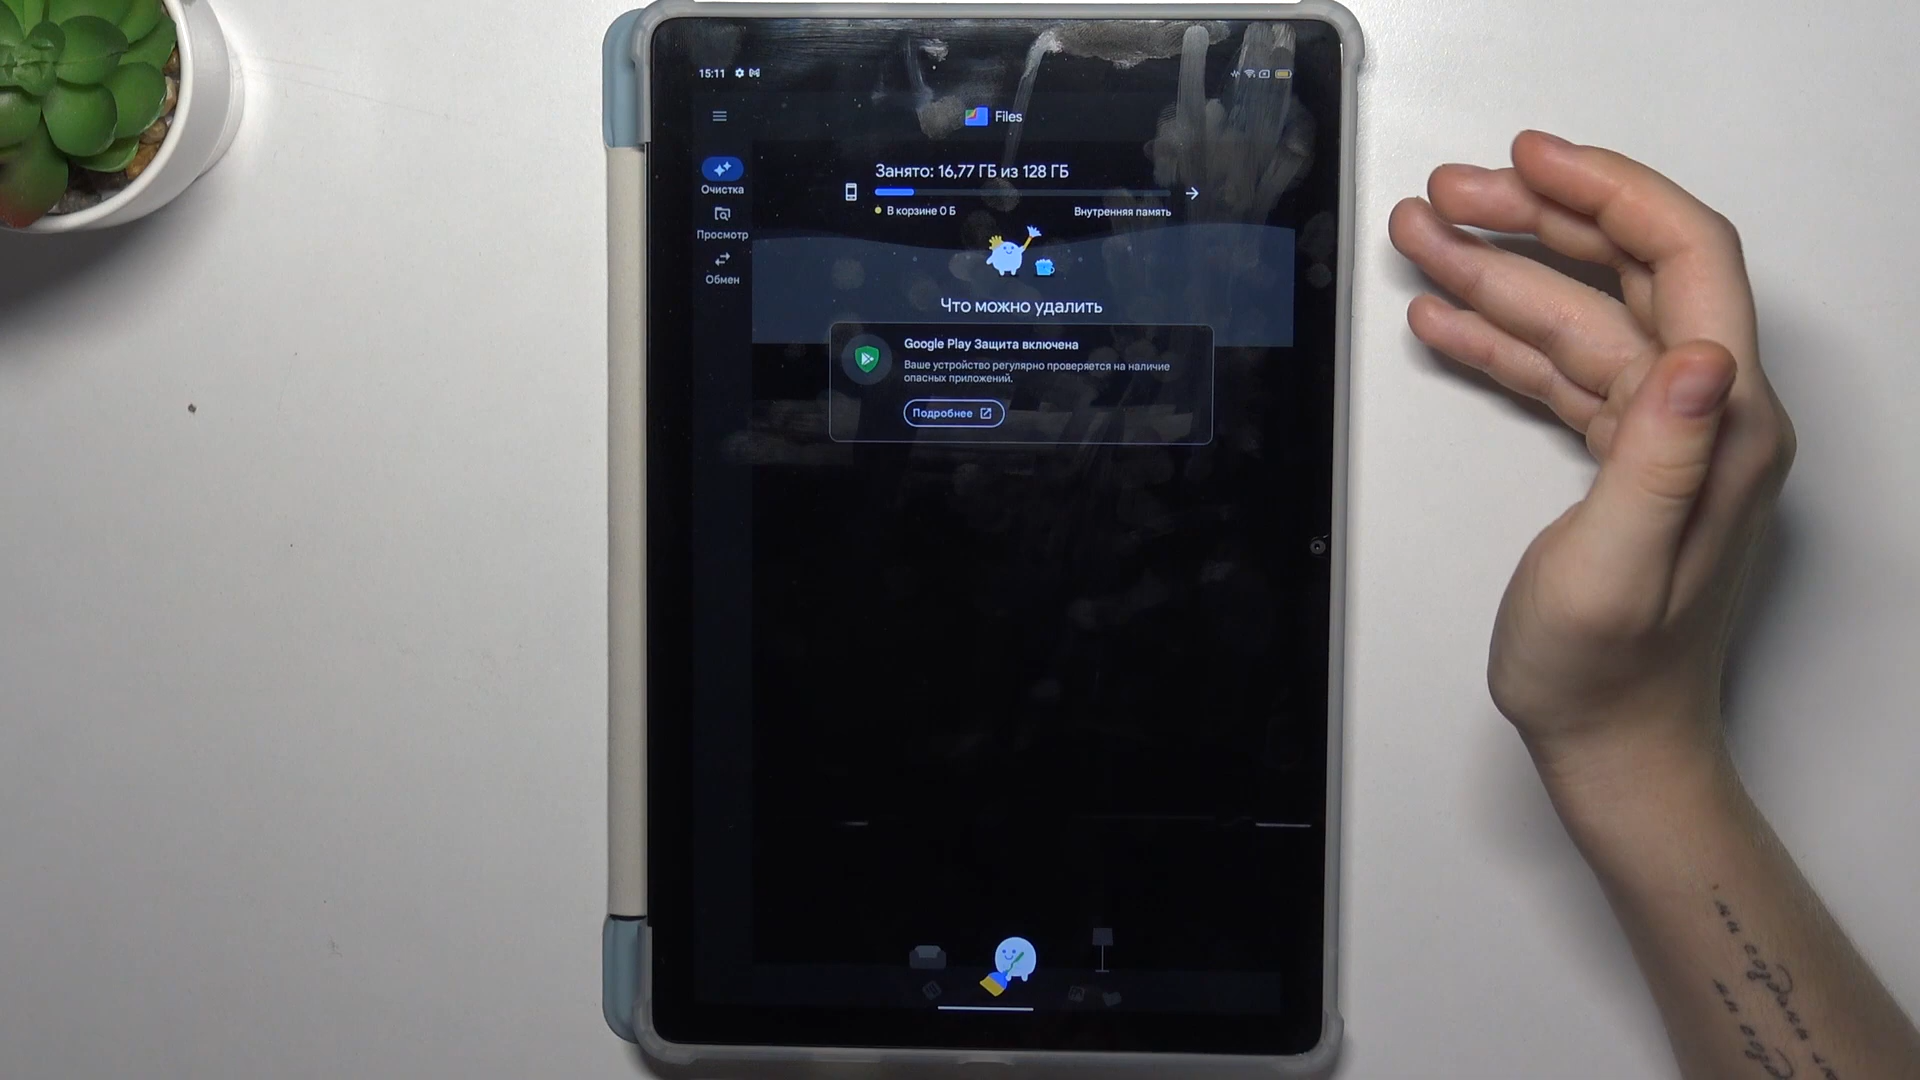 15:11
Files
Занято: 16,77 ГБ из 128 ГБ
В корзине 0 Б
Внутренняя память
Очистка
Просмотр
Обмен
Что можно удалить
Google Play Защита включена
Ваше устройство регулярно проверяется на наличие
опасных приложений.
Подробнее